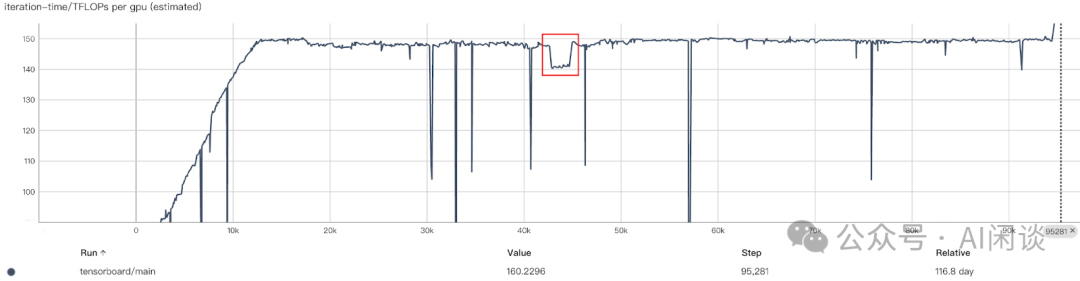 iteration-time/TFLOPs per gpu (estimated)
150
140
130
120
110
100
0
10k
20k
30k
40k
50k
60k
70k
80k
90k
95281 ×
公众号 · AI闲谈
Run ↑
Value
Step
Relative
tensorboard/main
160.2296
95,281
116.8 day